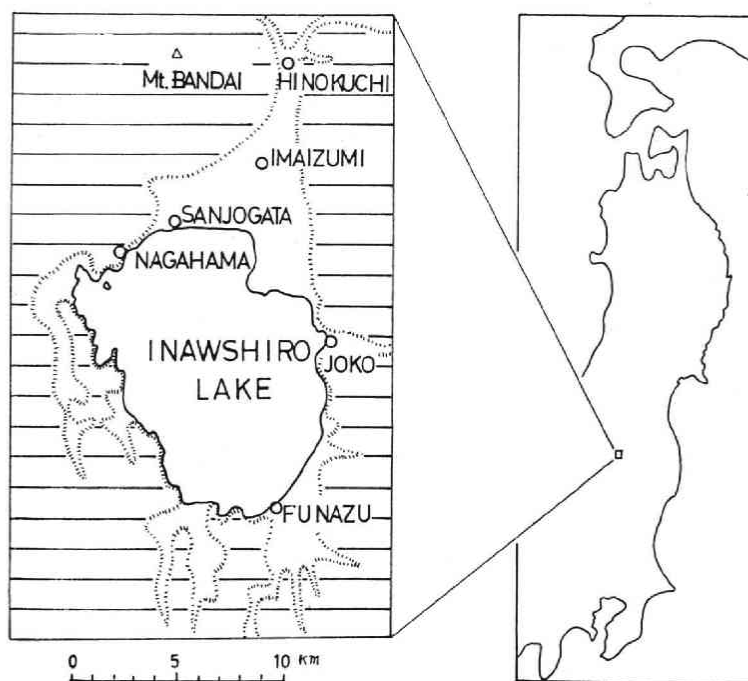 Mt.BANDAI
HINOKUCHI
IMAIZUMI
SANJOGATA
NAGAHAMA
INAWSHIRO
LAKE
JOKO
FUNAZU
0 5 10 KM